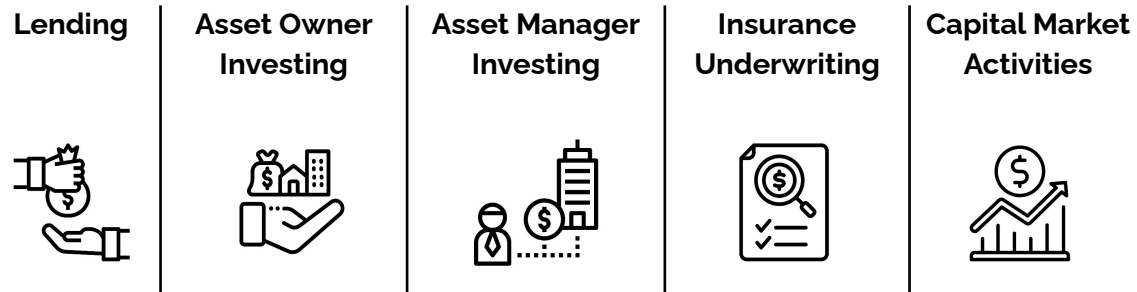 Lending
Asset Owner
Investing
Asset Manager
Investing
Insurance
Underwriting
Capital Market
Activities
$
$
$
$
$